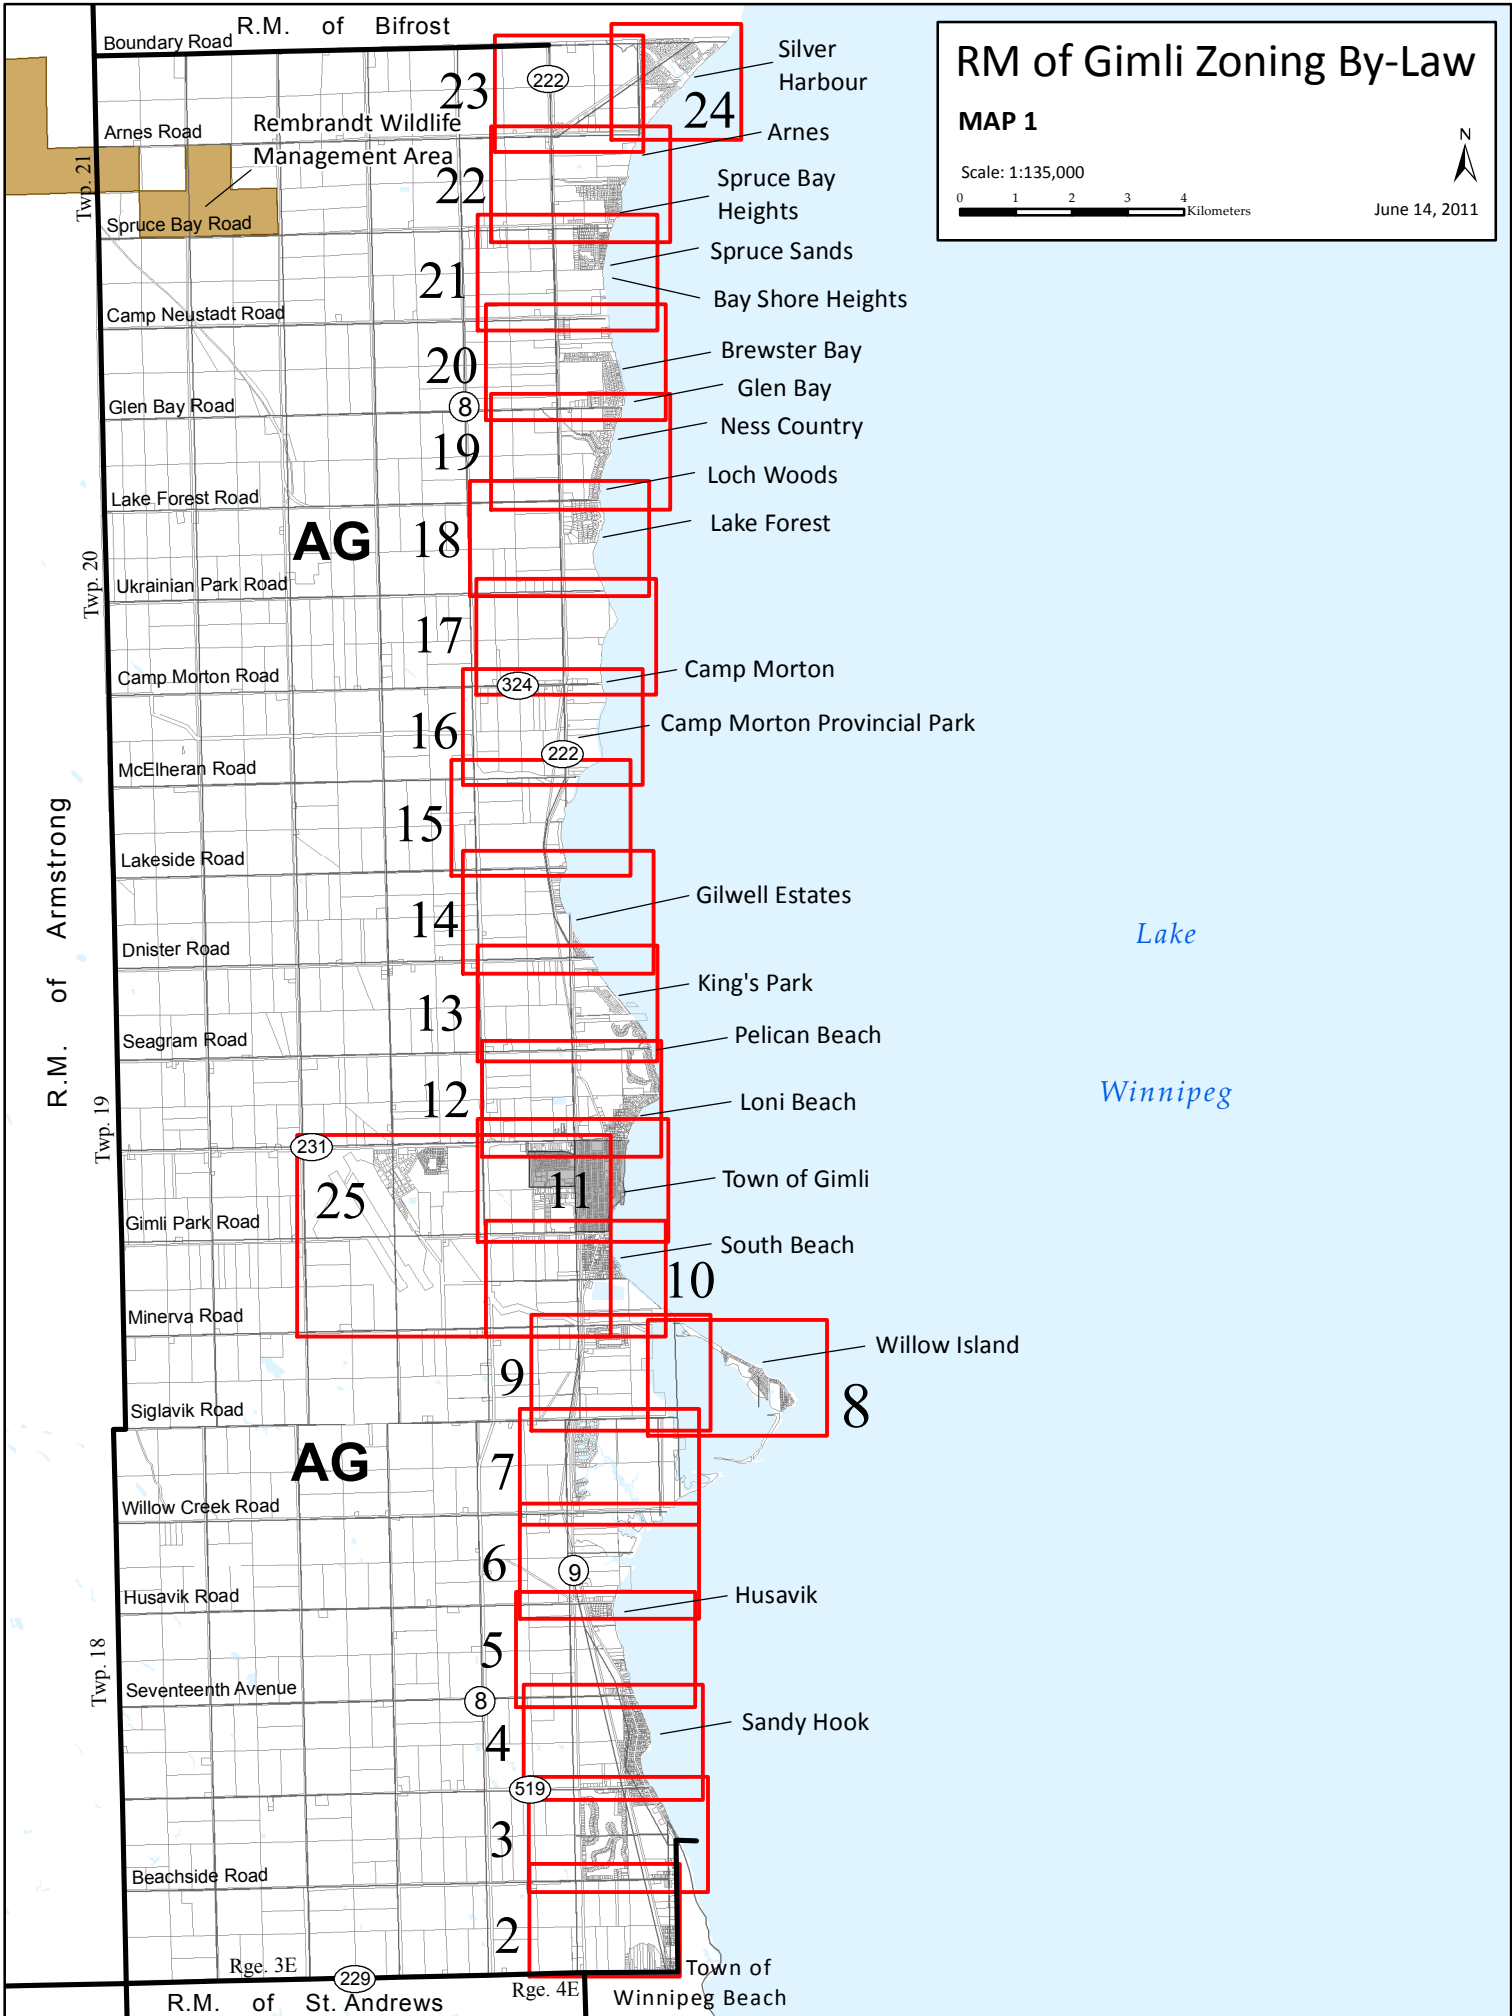 RM of Gimli Zoning By-Law
MAP 1
Scale: 1:135,000
0 1 2 3 4 Kilometers
N
June 14, 2011
R.M. of Bifrost
Boundary Road
222
23
24
Silver
Harbour
Arnes
Arnes Road
Rembrandt Wildlife
Management Area
Twp. 21
22
Spruce Bay
Heights
Spruce Bay Road
Spruce Sands
21
Bay Shore Heights
Camp Neustadt Road
Brewster Bay
20
Glen Bay
Glen Bay Road
8
Ness Country
19
Loch Woods
Lake Forest Road
Lake Forest
AG
18
Twp. 20
Ukrainian Park Road
17
Camp Morton
Camp Morton Road
324
Camp Morton Provincial Park
16
222
McElheran Road
15
R.M. of Armstrong
Lakeside Road
Gilwell Estates
14
Lake
Dnister Road
King's Park
13
Pelican Beach
Seagram Road
Winnipeg
12
Loni Beach
Twp. 19
231
Town of Gimli
11
25
Gimli Park Road
South Beach
10
Minerva Road
Willow Island
9
8
Siglavik Road
AG
7
Willow Creek Road
6
9
Husavik Road
Husavik
5
Twp. 18
Seventeenth Avenue
8
Sandy Hook
4
519
3
Beachside Road
2
Rge. 3E
229
Rge. 4E
Town of
Winnipeg Beach
R.M. of St. Andrews